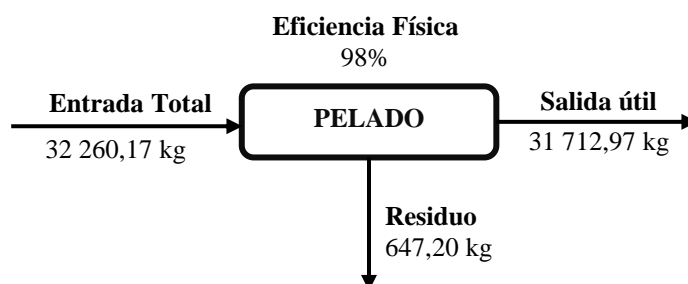 Eficiencia Física
98%
Entrada Total
32 260,17 kg
PELADO
Salida útil
31 712,97 kg
Residuo
647,20 kg